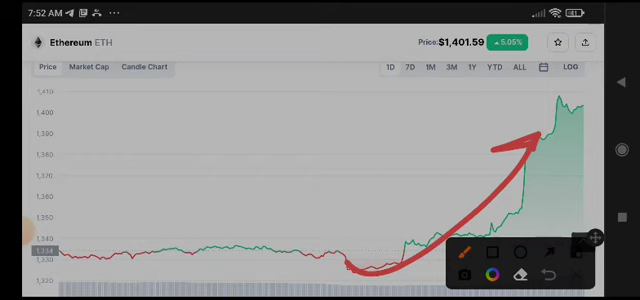 7:52 AM
Ethereum ETH
Price: $1,401.59 5.05%
Price Market Cap Candle Chart 1D 7D 1M 3M 1Y YTD ALL LOG
1,410
1,400
1,390
1,380
1,370
1,360
1,350
1,340
1,334
1,330
1,320